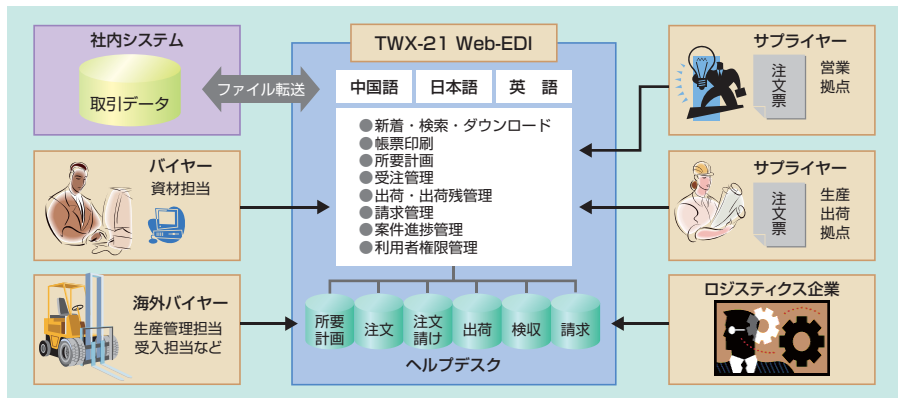 社内システム
取引データ
ファイル転送
バイヤー
資材担当
海外バイヤー
生産管理担当
受入担当など
TWX-21 Web-EDI
中国語
日本語
英 語
●新着・検索・ダウンロード
●帳票印刷
●所要計画
●受注管理
●出荷・出荷残管理
●請求管理
●案件進捗管理
●利用者権限管理
所要
計画
注文
注文
請け
出荷
検収
請求
ヘルプデスク
サプライヤー
注文票
営業
拠点
サプライヤー
注文票
生産
出荷
拠点
ロジスティクス企業